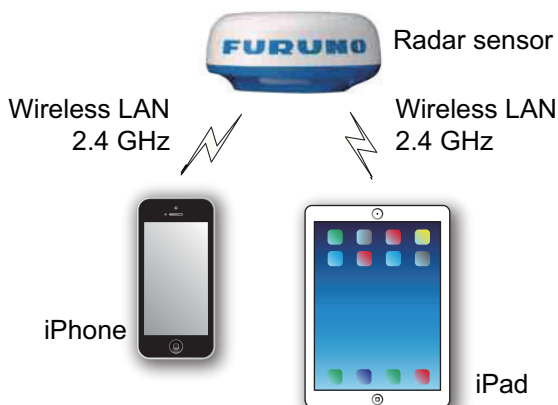 FURUNO
Radar sensor
Wireless LAN
2.4 GHz
Wireless LAN
2.4 GHz
iPhone
iPad